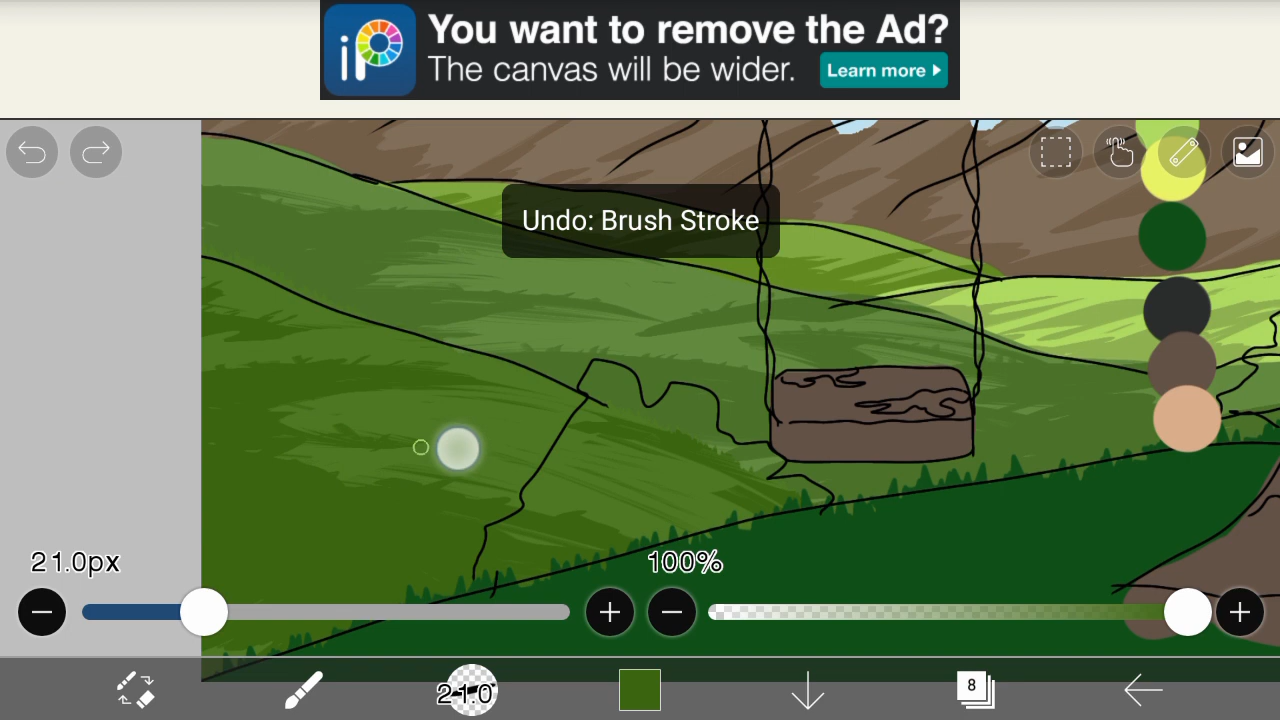 iP
You want to remove the Ad?
The canvas will be wider.
Learn more
Undo: Brush Stroke
21.0px
100%
21.0
8